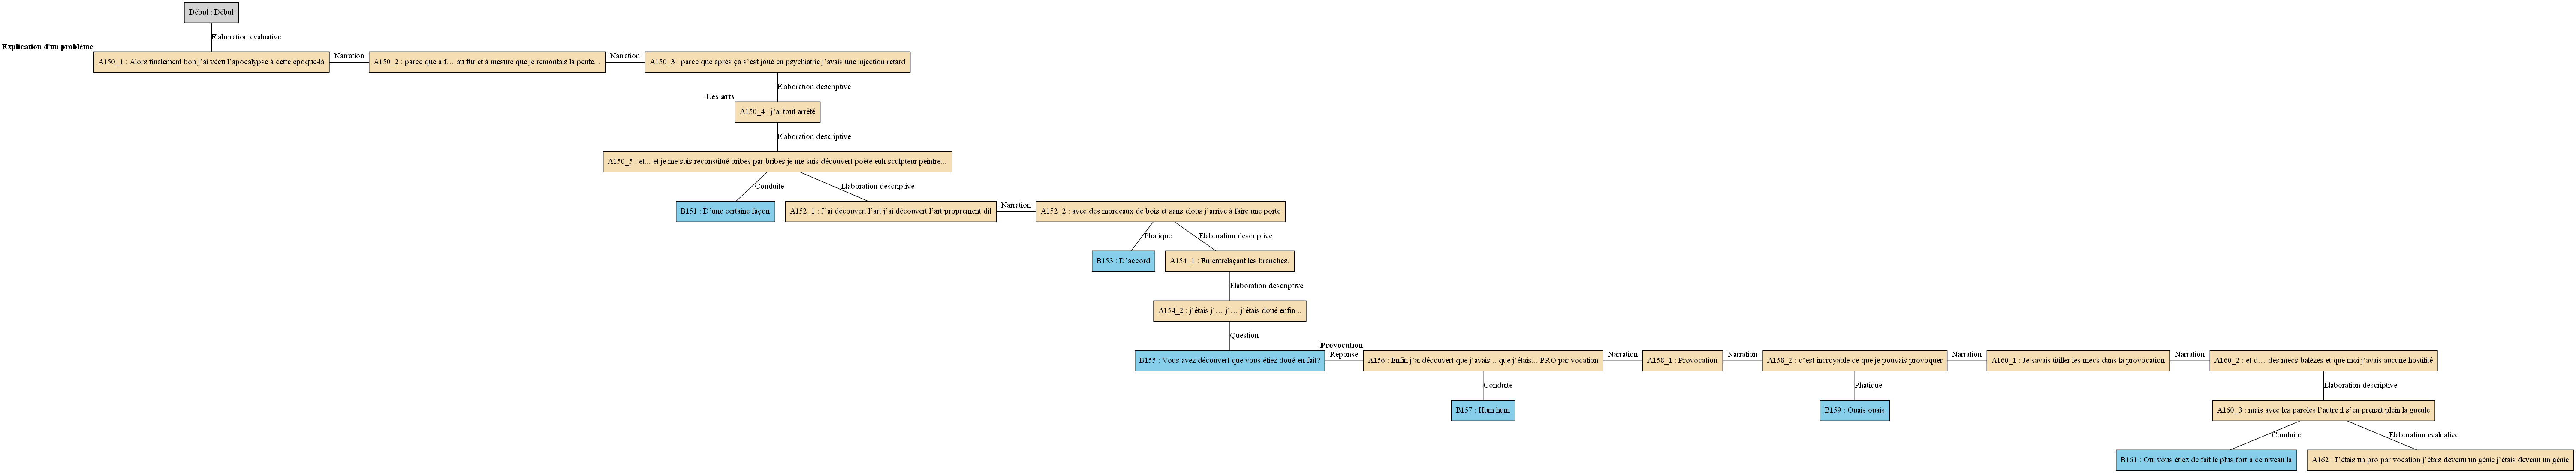 Début : Début
Elaboration evaluative
Explication d'un problème
A150_1 : Alors finalement bon j'ai vécu l'apocalypse à cette époque-là
Narration
A150_2 : parce que à f… au fur et à mesure que je remontais la pente...
Narration
A150_3 : parce que après ça s'est joué en psychiatrie j'avais une injection retard
Elaboration descriptive
Les arts
A150_4 : j'ai tout arrêté
Elaboration descriptive
A150_5 : et... et je me suis reconstitué bribes par bribes je me suis découvert poète euh sculpteur peintre...
Conduite
Elaboration descriptive
B151 : D'une certaine façon
A152_1 : J'ai découvert l'art j'ai découvert l'art proprement dit
Narration
A152_2 : avec des morceaux de bois et sans clous j'arrive à faire une porte
Phatique
Elaboration descriptive
B153 : D'accord
A154_1 : En entrelaçant les branches.
Elaboration descriptive
A154_2 : j'étais j'… j'… j'étais doué enfin...
Question
B155 : Vous avez découvert que vous étiez doué en fait?
Réponse
Provocation
A156 : Enfin j'ai découvert que j'avais... que j'étais... PRO par vocation
Narration
A158_1 : Provocation
Narration
A158_2 : c'est incroyable ce que je pouvais provoquer
Narration
A160_1 : Je savais titiller les mecs dans la provocation
Narration
A160_2 : et d… des mecs balèzes et que moi j'avais aucune hostilité
Conduite
Phatique
Elaboration descriptive
B157 : Hum hum
B159 : Ouais ouais
A160_3 : mais avec les paroles l'autre il s'en prenait plein la gueule
Conduite
Elaboration evaluative
B161 : Oui vous étiez de fait le plus fort à ce niveau là
A162 : J'étais un pro par vocation j'étais devenu un génie j'étais devenu un génie